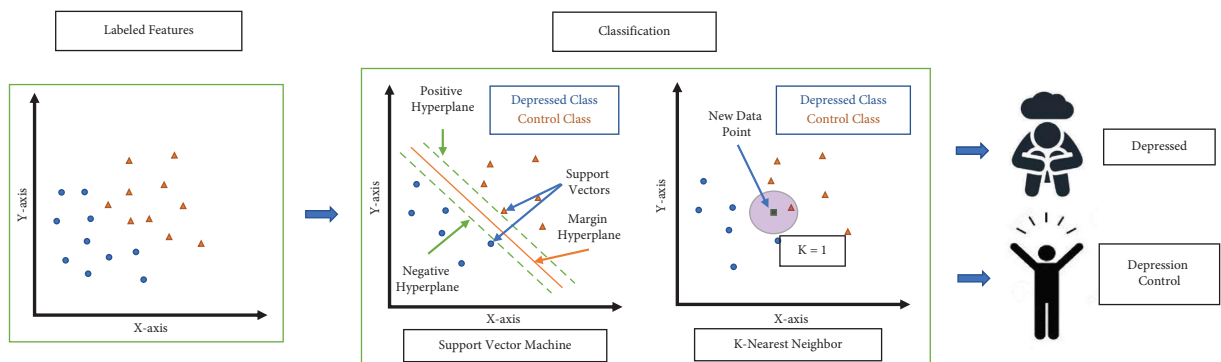 Labeled Features
Y-axis
X-axis
Classification
Positive
Hyperplane
Depressed Class
Control Class
Support
Vectors
Margin
Hyperplane
Negative
Hyperplane
Y-axis
X-axis
Support Vector Machine
New Data
Point
Depressed Class
Control Class
K = 1
Y-axis
X-axis
K-Nearest Neighbor
Depressed
Depression
Control